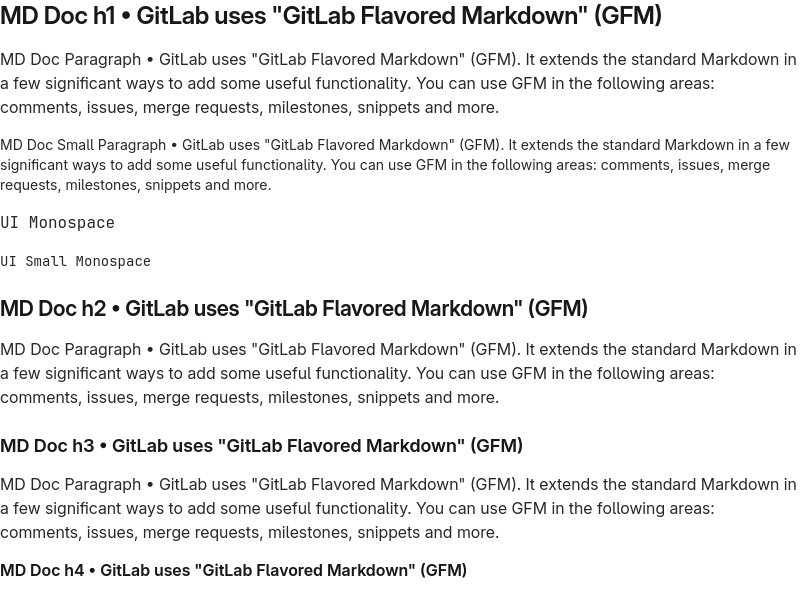 MD Doc h1 • GitLab uses "GitLab Flavored Markdown" (GFM)
MD Doc Paragraph • GitLab uses "GitLab Flavored Markdown" (GFM). It extends the standard Markdown in
a few significant ways to add some useful functionality. You can use GFM in the following areas:
comments, issues, merge requests, milestones, snippets and more.
MD Doc Small Paragraph • GitLab uses "GitLab Flavored Markdown" (GFM). It extends the standard Markdown in a few
significant ways to add some useful functionality. You can use GFM in the following areas: comments, issues, merge
requests, milestones, snippets and more.
UI Monospace
UI Small Monospace
MD Doc h2 • GitLab uses "GitLab Flavored Markdown" (GFM)
MD Doc Paragraph • GitLab uses "GitLab Flavored Markdown" (GFM). It extends the standard Markdown in
a few significant ways to add some useful functionality. You can use GFM in the following areas:
comments, issues, merge requests, milestones, snippets and more.
MD Doc h3 • GitLab uses "GitLab Flavored Markdown" (GFM)
MD Doc Paragraph • GitLab uses "GitLab Flavored Markdown" (GFM). It extends the standard Markdown in
a few significant ways to add some useful functionality. You can use GFM in the following areas:
comments, issues, merge requests, milestones, snippets and more.
MD Doc h4 • GitLab uses "GitLab Flavored Markdown" (GFM)